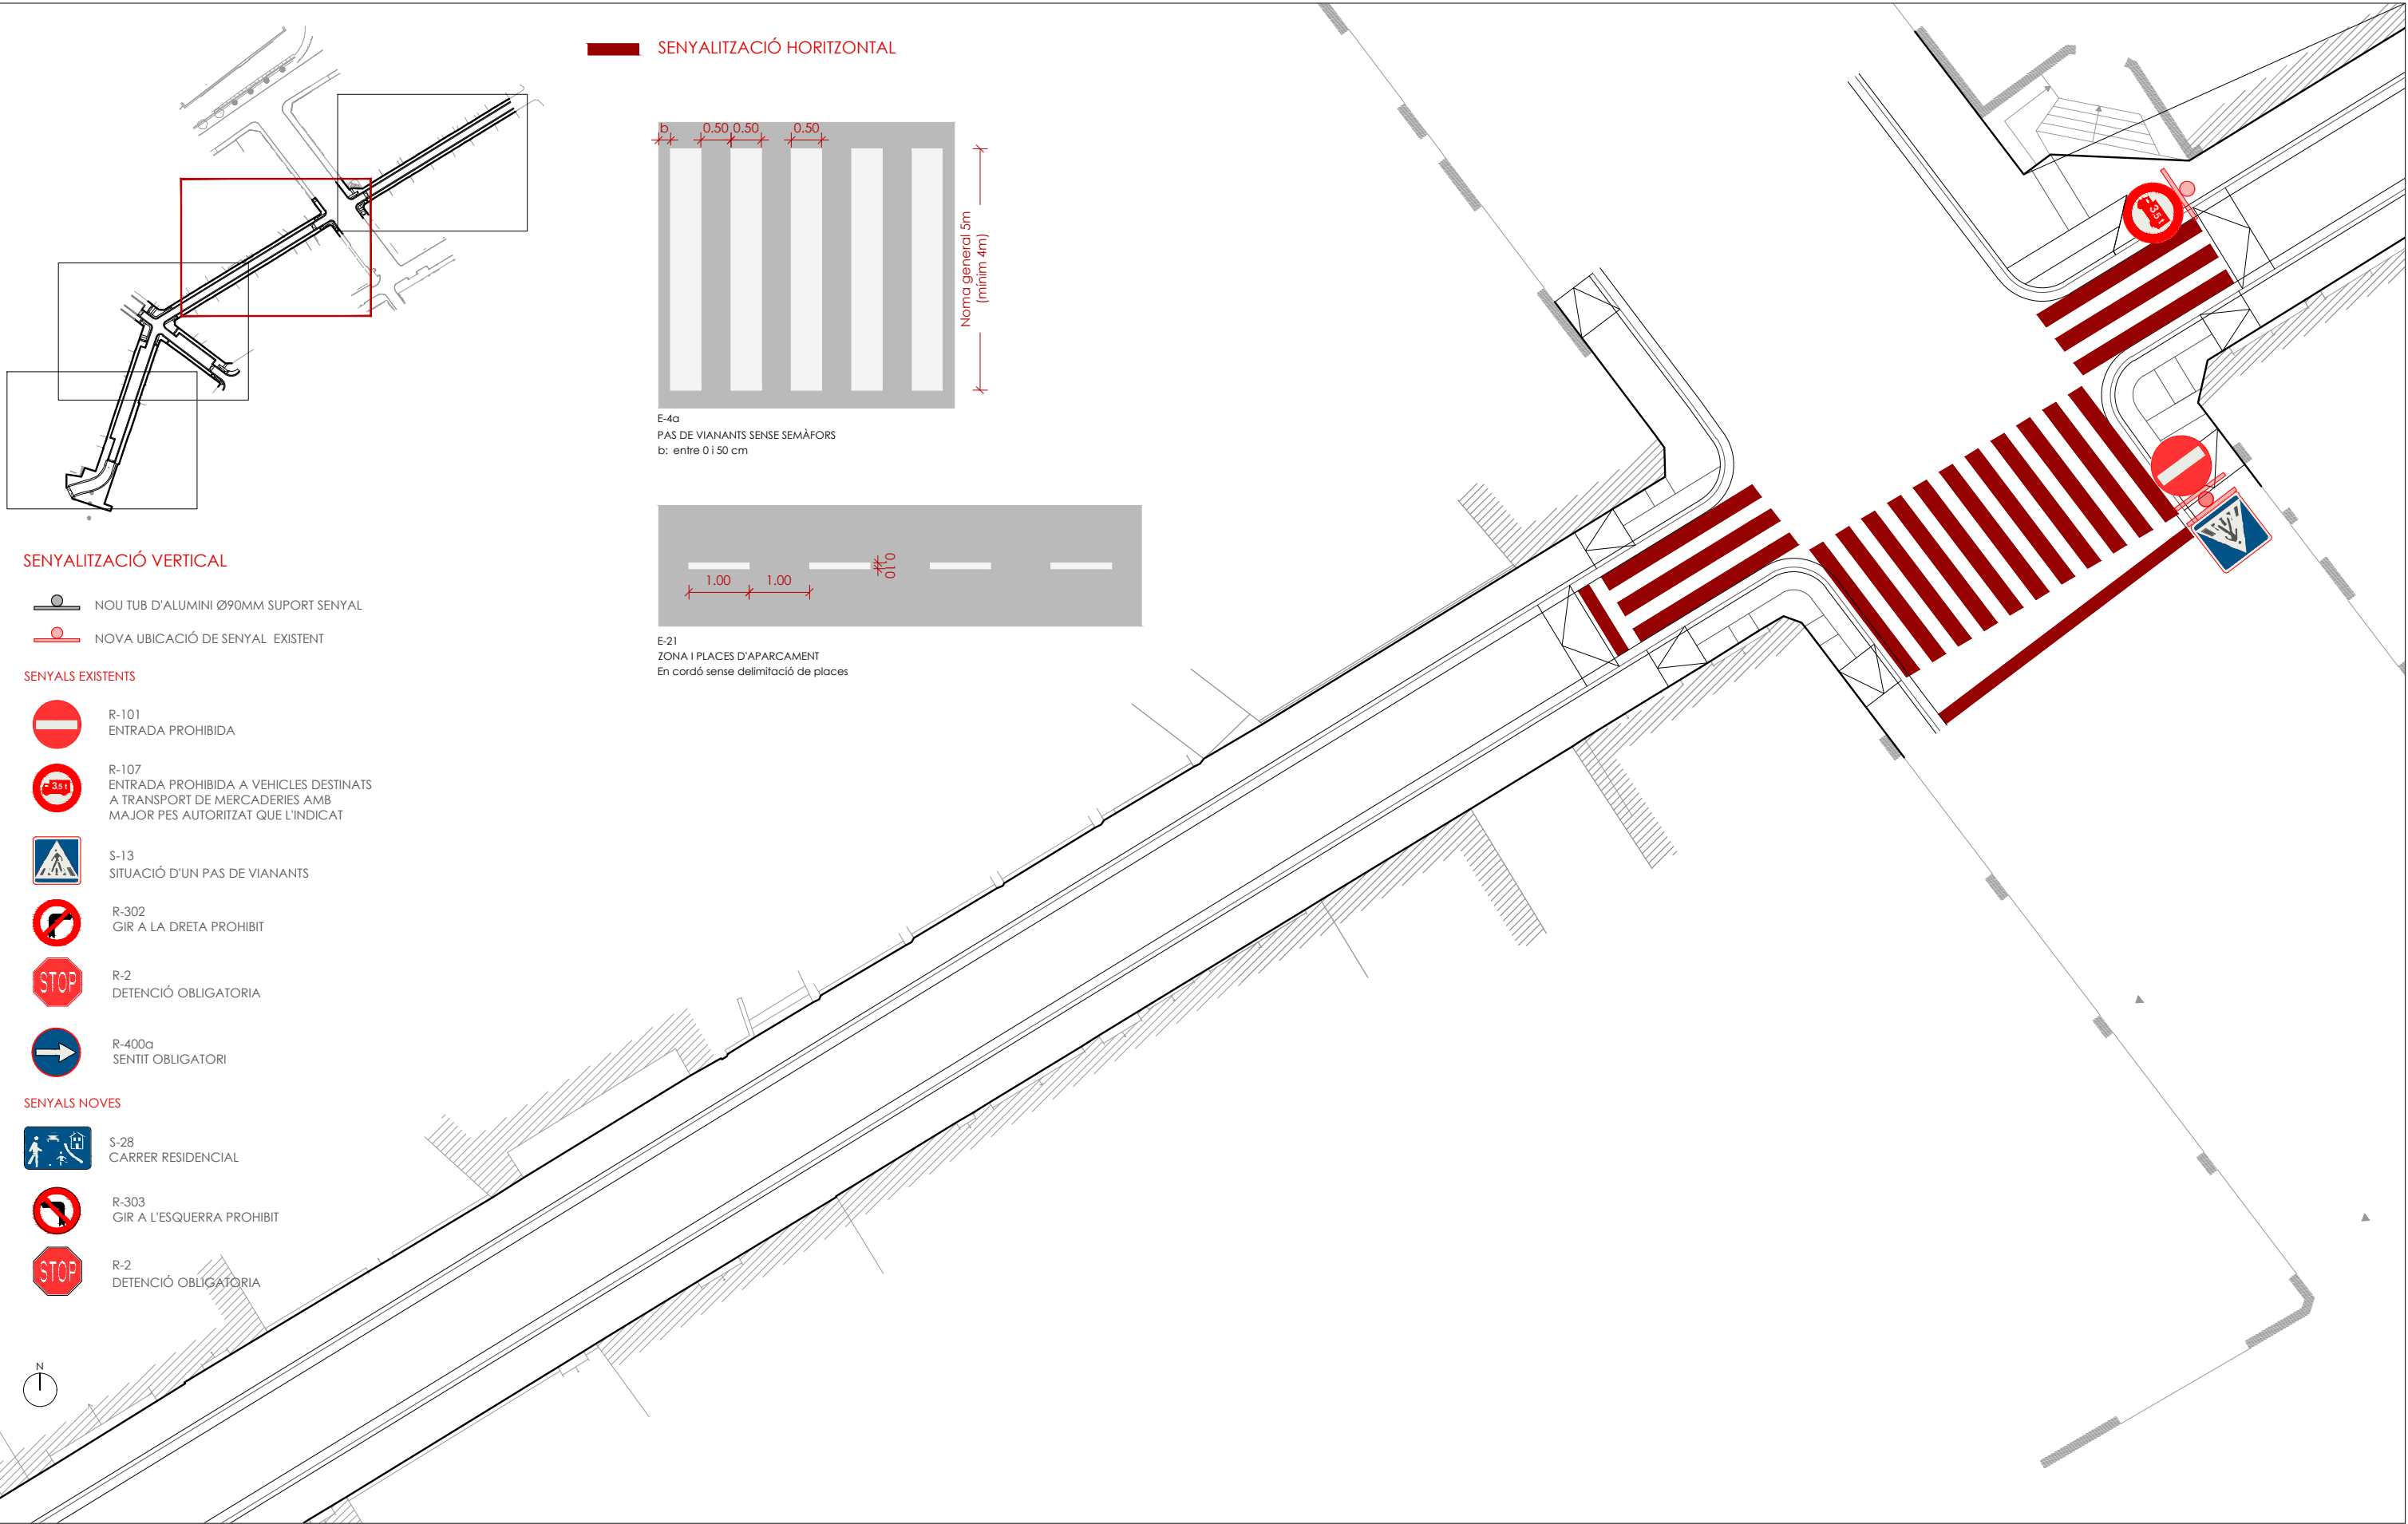 SENYALITZACIÓ HORITZONTAL
b
0.50
0.50
0.50
Noma general 5m
(mínim 4m)
E-4a
PAS DE VIANANTS SENSE SEMÀFORS
b: entre 0 i 50 cm
1.00
1.00
0.10
E-21
ZONA I PLACES D'APARCAMENT
En cordó sense delimitació de places
SENYALITZACIÓ VERTICAL
NOU TUB D'ALUMINI Ø90MM SUPORT SENYAL
NOVA UBICACIÓ DE SENYAL EXISTENT
SENYALS EXISTENTS
R-101
ENTRADA PROHIBIDA
3.5 t
R-107
ENTRADA PROHIBIDA A VEHICLES DESTINATS
A TRANSPORT DE MERCADERIES AMB
MAJOR PES AUTORITZAT QUE L'INDICAT
S-13
SITUACIÓ D'UN PAS DE VIANANTS
R-302
GIR A LA DRETA PROHIBIT
STOP
R-2
DETENCIÓ OBLIGATORIA
R-400a
SENTIT OBLIGATORI
SENYALS NOVES
S-28
CARRER RESIDENCIAL
R-303
GIR A L'ESQUERRA PROHIBIT
STOP
R-2
DETENCIÓ OBLIGATORIA
N
3.5 t